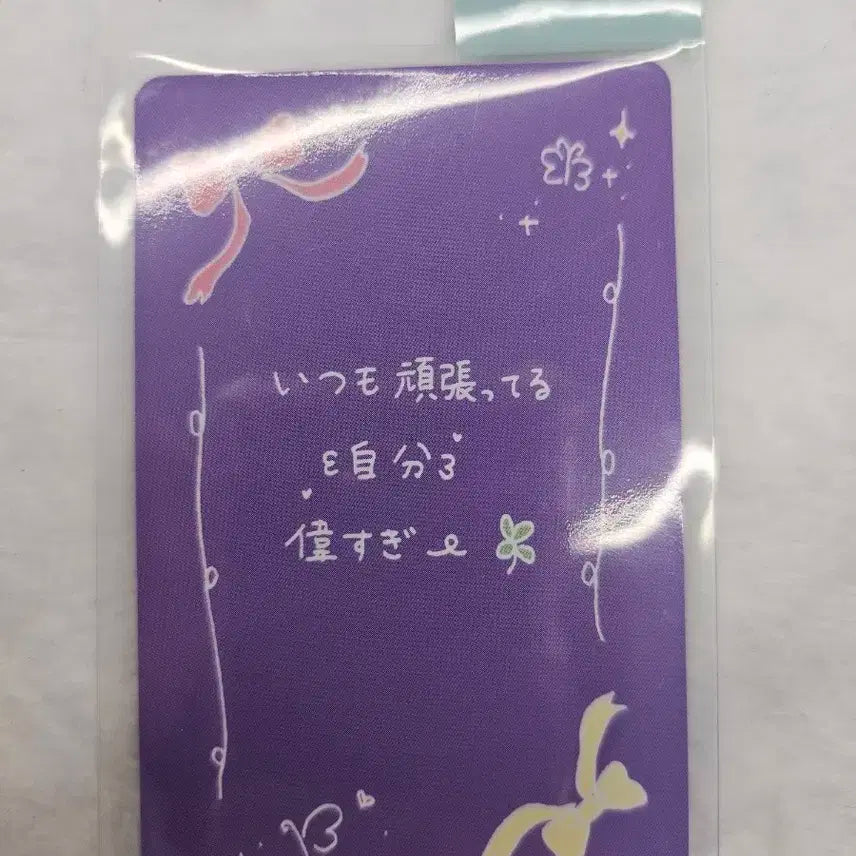 いつも頑張ってる
ε自分з
偉すぎ